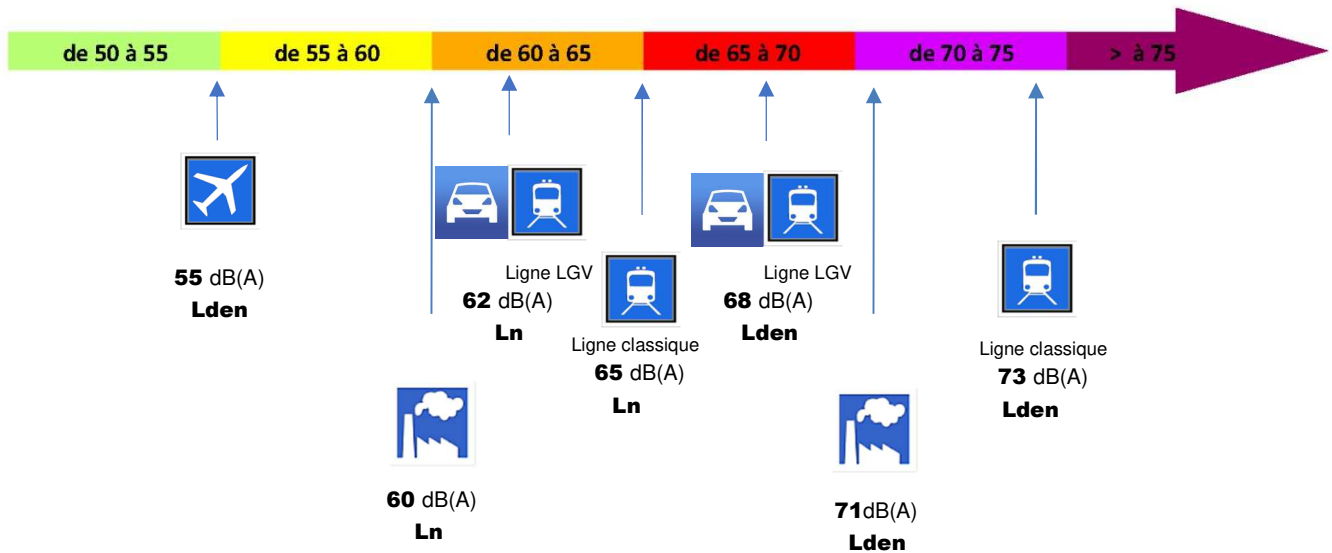 de 50 à 55
de 55 à 60
de 60 à 65
de 65 à 70
de 70 à 75
> à 75
55 dB(A)
Lden
60 dB(A)
Ln
Ligne LGV
62 dB(A)
Ln
Ligne classique
65 dB(A)
Ln
Ligne LGV
68 dB(A)
Lden
71dB(A)
Lden
Ligne classique
73 dB(A)
Lden